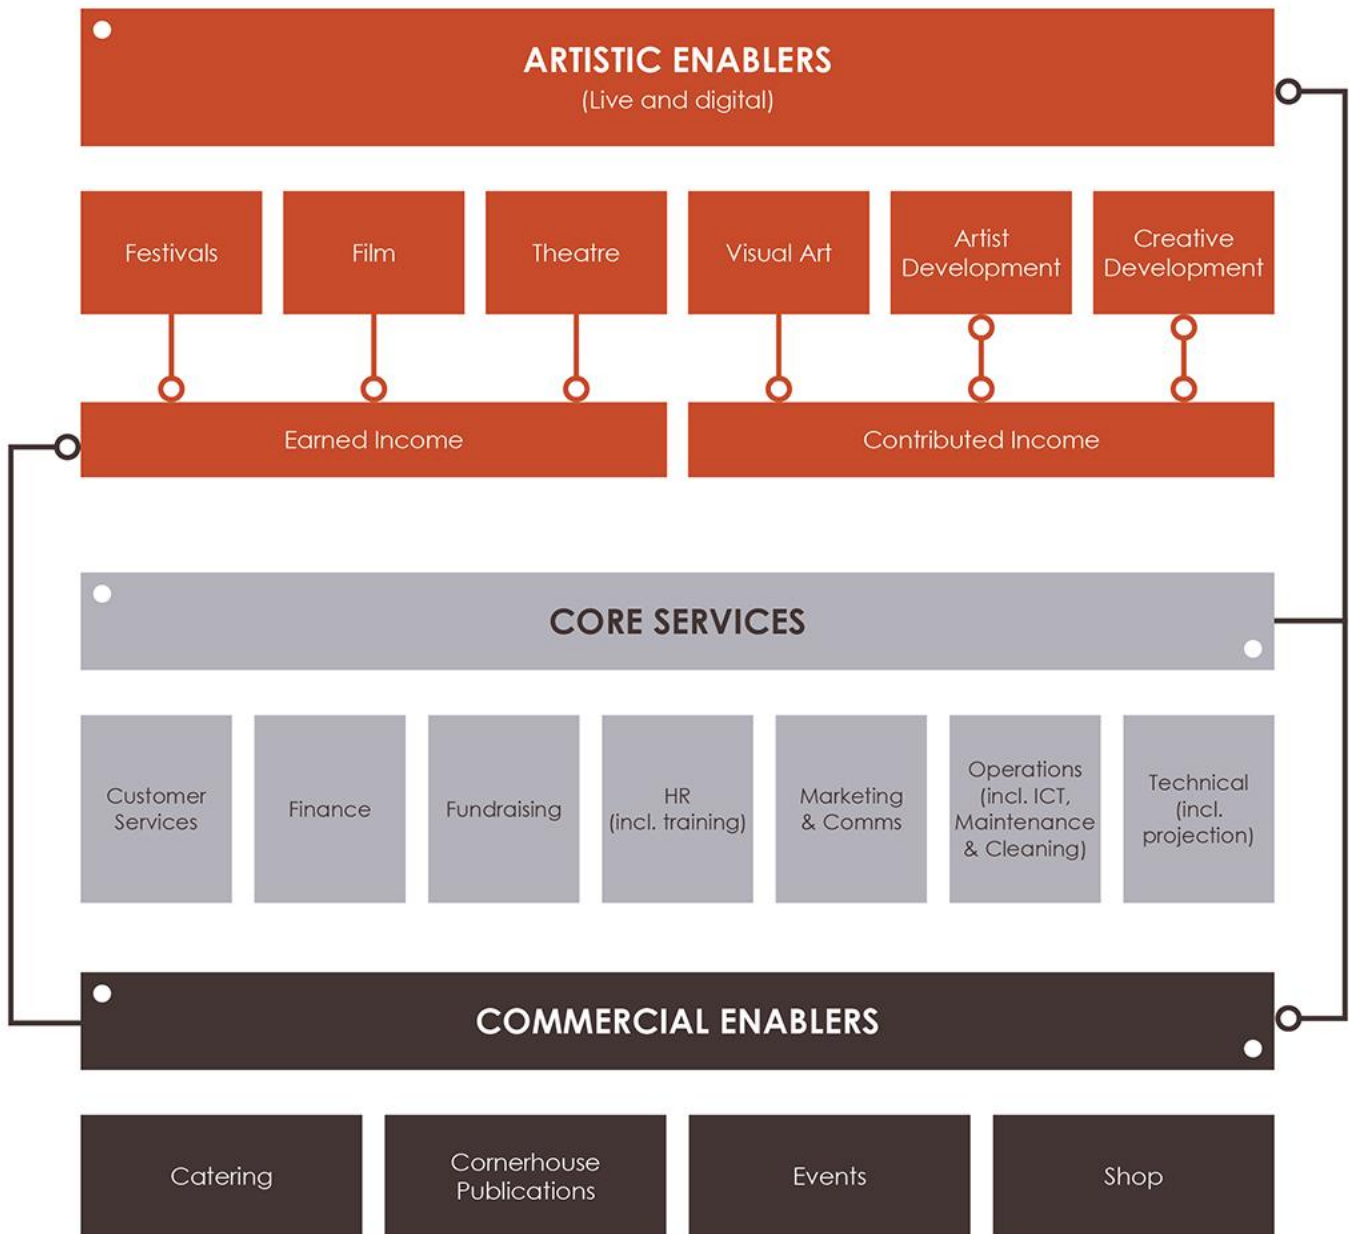 ARTISTIC ENABLERS
(Live and digital)
Festivals
Film
Theatre
Visual Art
Artist
Development
Creative
Development
Earned Income
Contributed Income
CORE SERVICES
Customer
Services
Finance
Fundraising
HR
(incl. training)
Marketing
& Comms
Operations
(incl. ICT,
Maintenance
& Cleaning)
Technical
(incl.
projection)
COMMERCIAL ENABLERS
Catering
Cornerhouse
Publications
Events
Shop